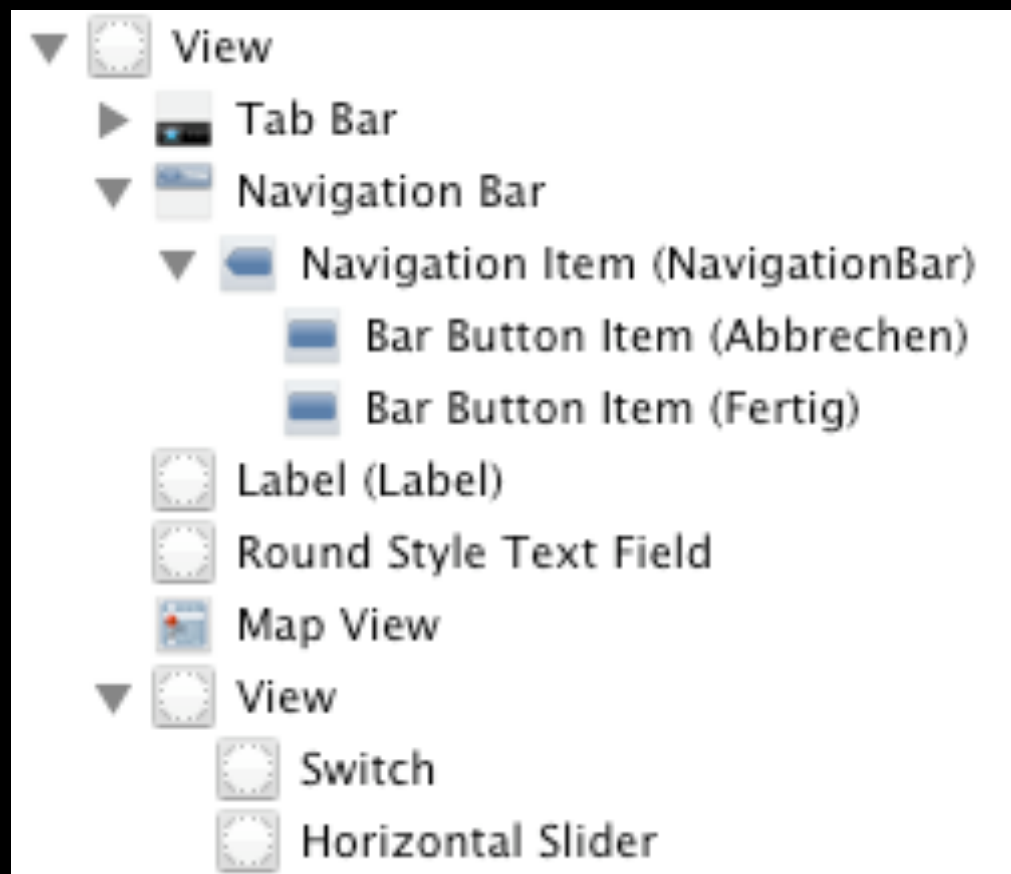 View
Tab Bar
Navigation Bar
Navigation Item (NavigationBar)
Bar Button Item (Abbrechen)
Bar Button Item (Fertig)
Label (Label)
Round Style Text Field
Map View
View
Switch
Horizontal Slider